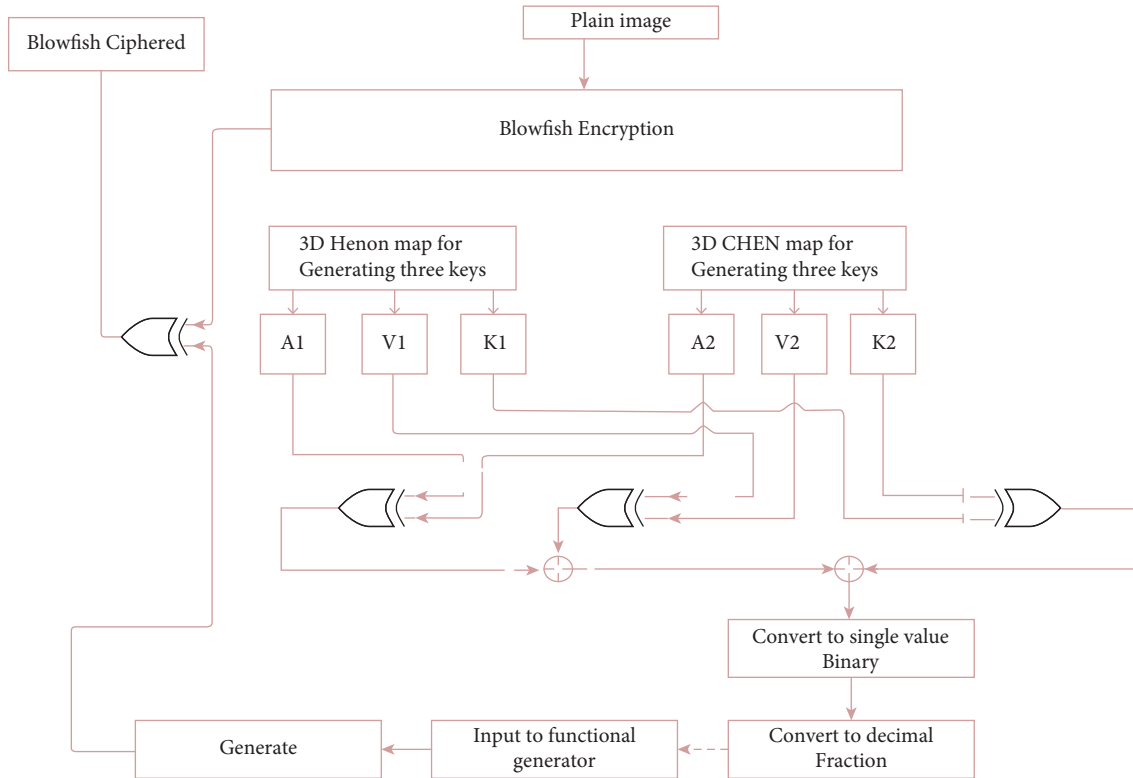 Plain image
Blowfish Ciphered
Blowfish Encryption
3D Henon map for
Generating three keys
3D CHEN map for
Generating three keys
A1
V1
K1
A2
V2
K2
Convert to single value
Binary
Generate
Input to functional
generator
Convert to decimal
Fraction